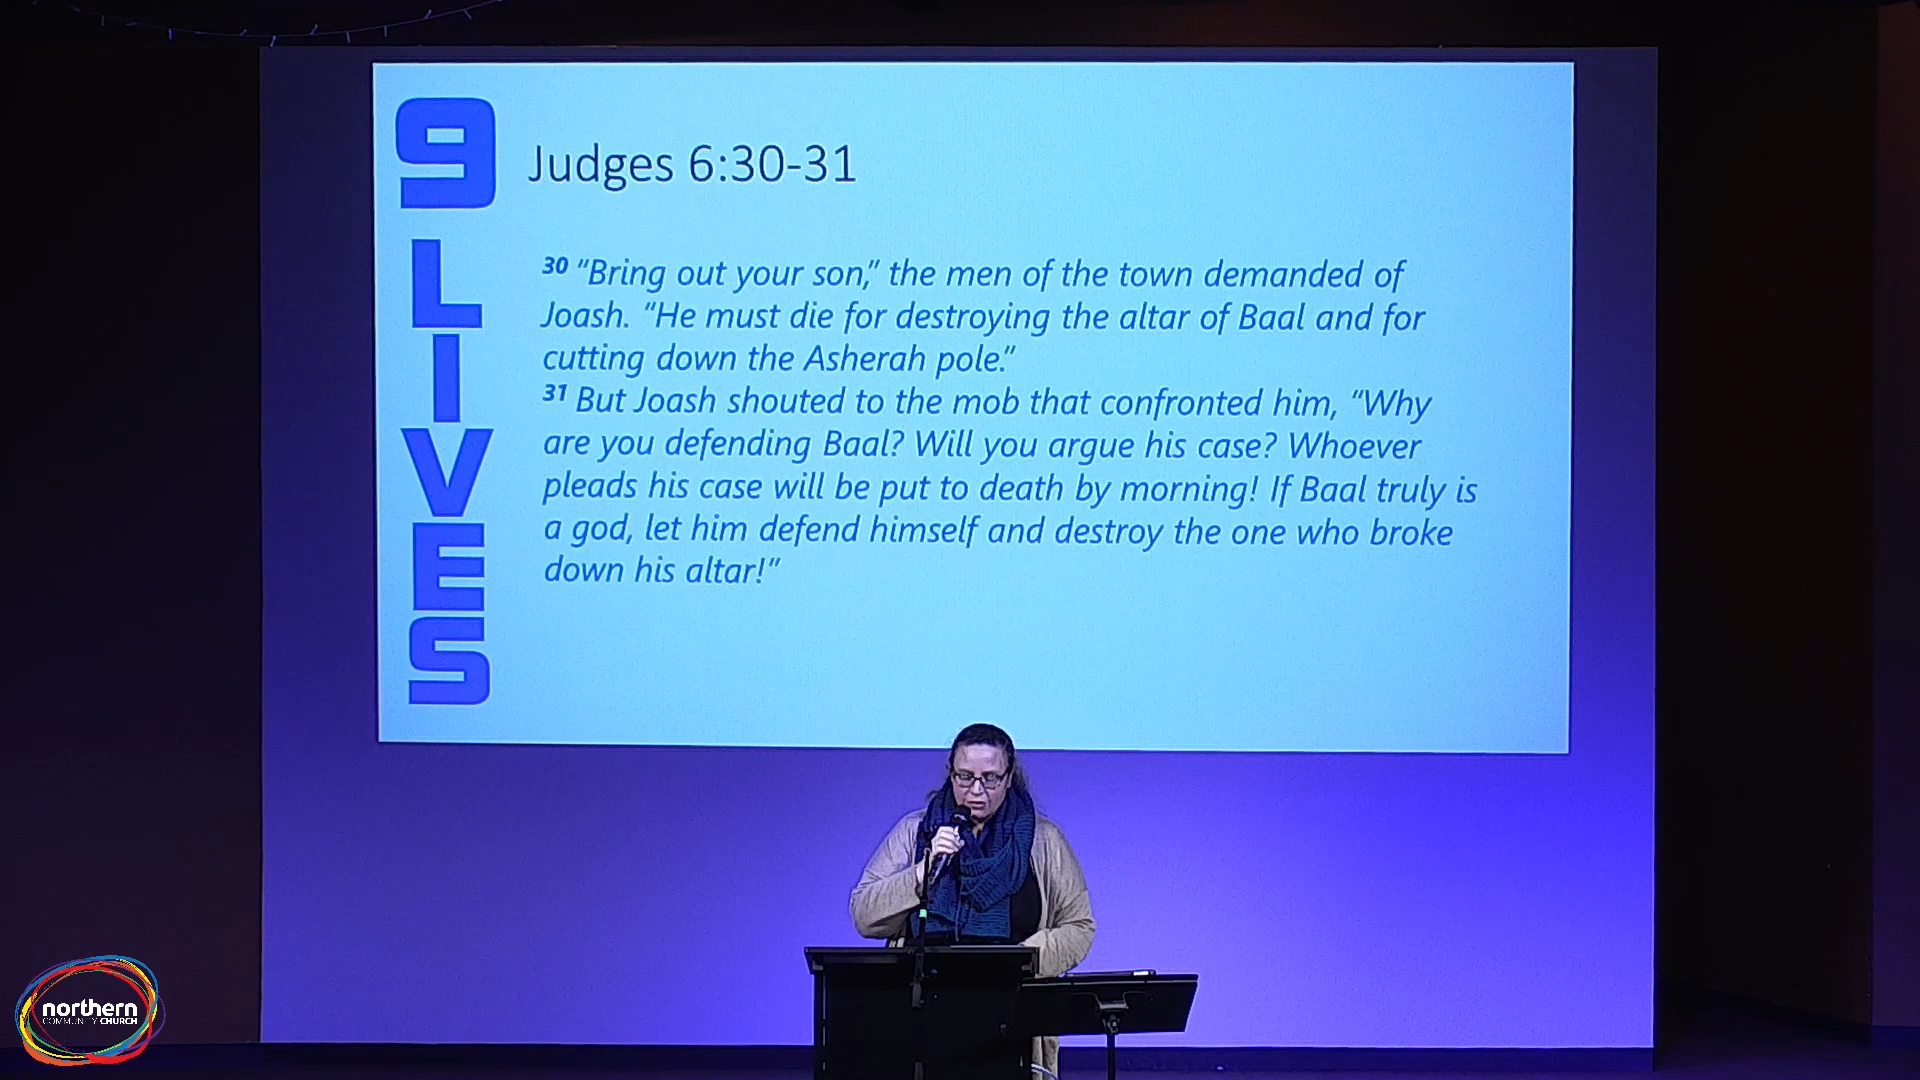 9
LIVES
Judges 6:30-31
30 “Bring out your son,” the men of the town demanded of
Joash. “He must die for destroying the altar of Baal and for
cutting down the Asherah pole.”
31 But Joash shouted to the mob that confronted him, “Why
are you defending Baal? Will you argue his case? Whoever
pleads his case will be put to death by morning! If Baal truly is
a god, let him defend himself and destroy the one who broke
down his altar!”
northern
COMMUNITY CHURCH